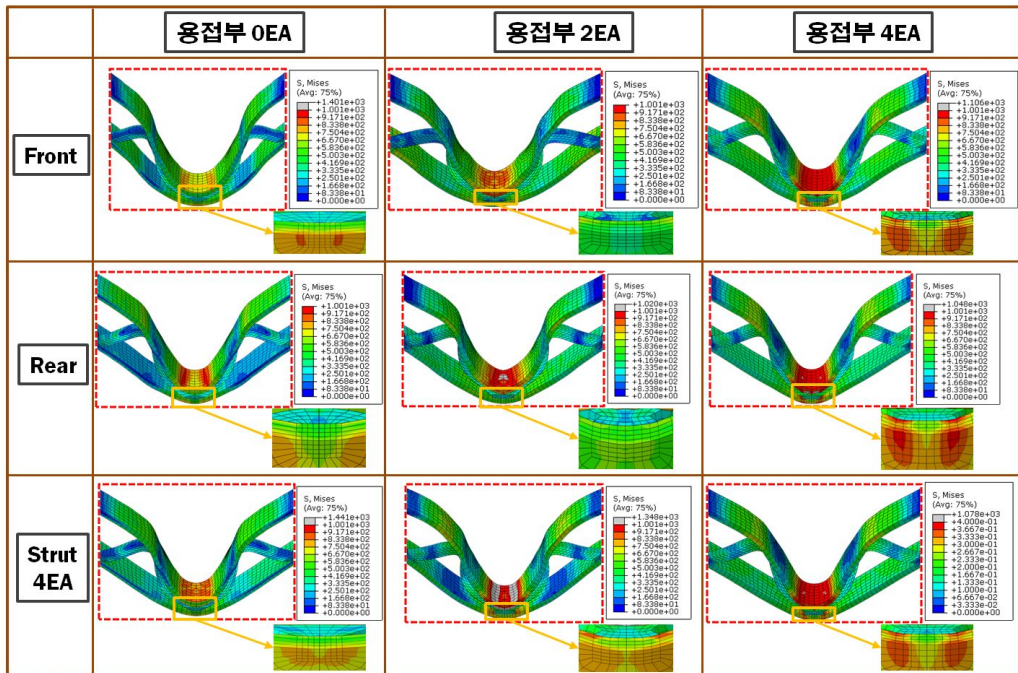 용접부 0EA
용접부 2EA
용접부 4EA
Front
S, Mises
(Avg: 75%)
+1.401e+03
+1.001e+03
+9.171e+02
+8.338e+02
+7.504e+02
+6.670e+02
+5.836e+02
+5.003e+02
+4.169e+02
+3.335e+02
+2.501e+02
+1.668e+02
+8.338e+01
+0.000e+00
S, Mises
(Avg: 75%)
+1.001e+03
+9.171e+02
+8.338e+02
+7.504e+02
+6.670e+02
+5.836e+02
+5.003e+02
+4.169e+02
+3.335e+02
+2.501e+02
+1.668e+02
+8.338e+01
+0.000e+00
S, Mises
(Avg: 75%)
+1.106e+03
+1.001e+03
+9.171e+02
+8.338e+02
+7.504e+02
+6.670e+02
+5.836e+02
+5.003e+02
+4.169e+02
+3.335e+02
+2.501e+02
+1.668e+02
+8.338e+01
+0.000e+00
Rear
S, Mises
(Avg: 75%)
+1.001e+03
+9.171e+02
+8.338e+02
+7.504e+02
+6.670e+02
+5.836e+02
+5.003e+02
+4.169e+02
+3.335e+02
+2.501e+02
+1.668e+02
+8.338e+01
+0.000e+00
S, Mises
(Avg: 75%)
+1.020e+03
+1.001e+03
+9.171e+02
+8.338e+02
+7.504e+02
+6.670e+02
+5.836e+02
+5.003e+02
+4.169e+02
+3.335e+02
+2.501e+02
+1.668e+02
+8.338e+01
+0.000e+00
S, Mises
(Avg: 75%)
+1.048e+03
+1.001e+03
+9.171e+02
+8.338e+02
+7.504e+02
+6.670e+02
+5.836e+02
+5.003e+02
+4.169e+02
+3.335e+02
+2.501e+02
+1.668e+02
+8.338e+01
+0.000e+00
Strut
4EA
S, Mises
(Avg: 75%)
+1.441e+03
+1.001e+03
+9.171e+02
+8.338e+02
+7.504e+02
+6.670e+02
+5.836e+02
+5.003e+02
+4.169e+02
+3.335e+02
+2.501e+02
+1.668e+02
+8.338e+01
+0.000e+00
S, Mises
(Avg: 75%)
+1.348e+03
+1.001e+03
+9.171e+02
+8.338e+02
+7.504e+02
+6.670e+02
+5.836e+02
+5.003e+02
+4.169e+02
+3.335e+02
+2.501e+02
+1.668e+02
+8.338e+01
+0.000e+00
S, Mises
(Avg: 75%)
+1.078e+03
+4.000e-01
+3.667e-01
+3.333e-01
+3.000e-01
+2.667e-01
+2.333e-01
+2.000e-01
+1.667e-01
+1.333e-01
+1.000e-01
+6.667e-02
+3.333e-02
+0.000e+00